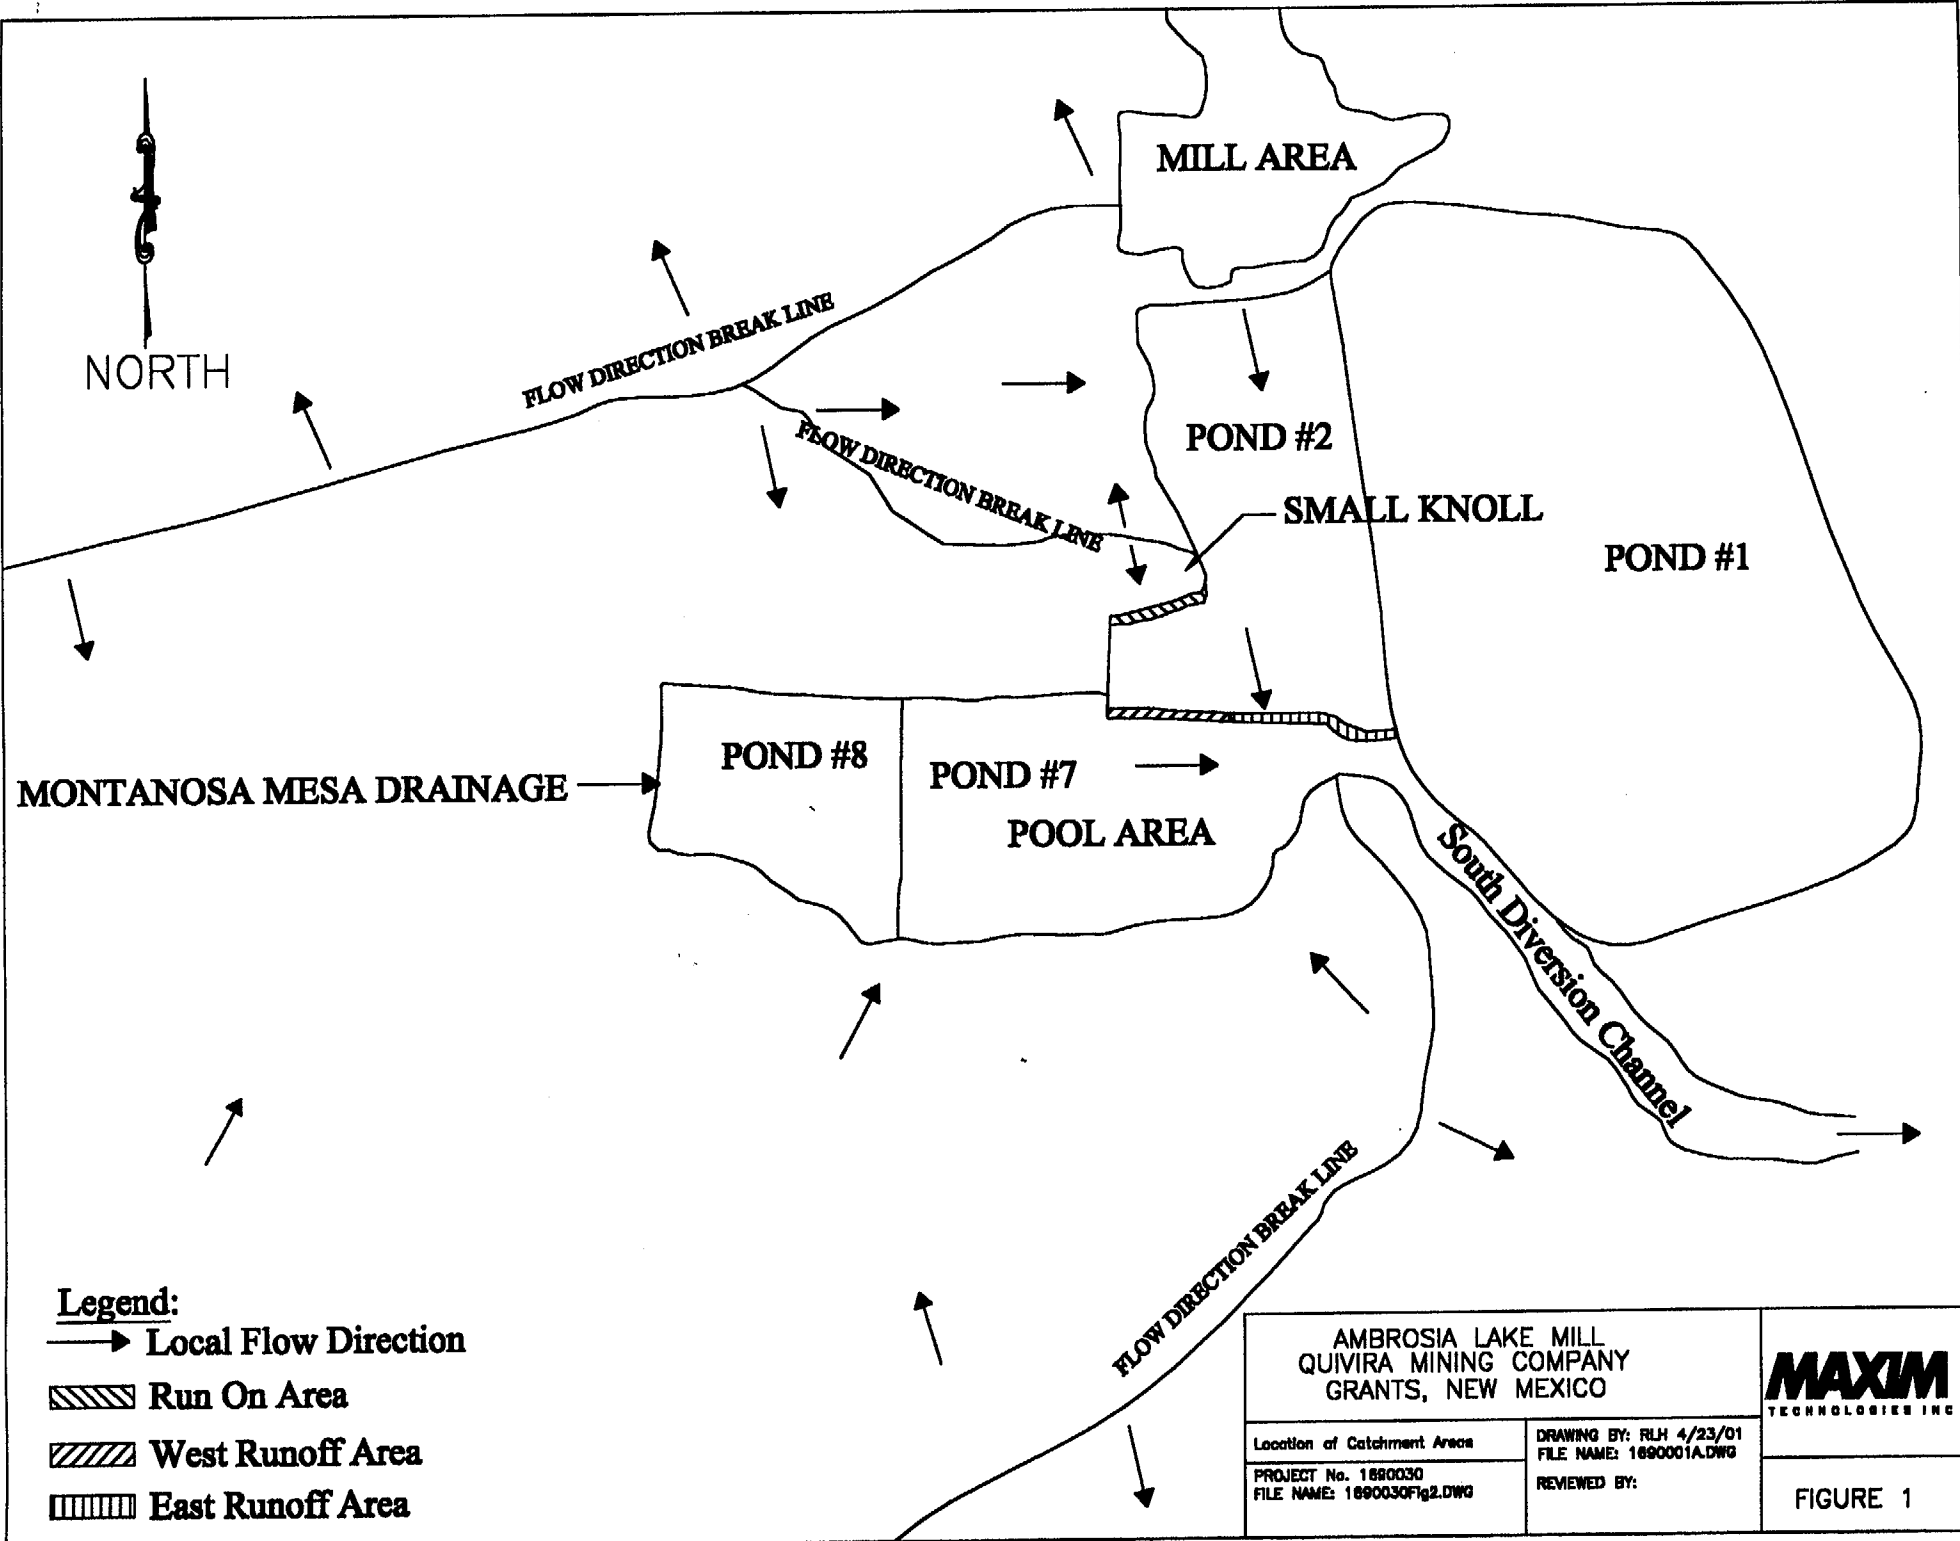 MILL AREA
FLOW DIRECTION BREAK LINE
NORTH
POND #2
FLOW DIRECTION BREAK LINE
SMALL KNOLL
POND #1
POND #8
POND #7
MONTANOSA MESA DRAINAGE
POOL AREA
South Diversion Channel
FLOW DIRECTION BREAK LINE
Legend:
Local Flow Direction
Run On Area
West Runoff Area
East Runoff Area
AMBROSIA LAKE MILL
QUIVIRA MINING COMPANY
GRANTS, NEW MEXICO
MAXIM
TECHNOLOGIES INC
Location of Catchment Areas
DRAWING BY: RLH 4/23/01
FILE NAME: 1690001A.DWG
PROJECT No. 1690030
FILE NAME: 1690030Fig2.DWG
REVIEWED BY:
FIGURE 1